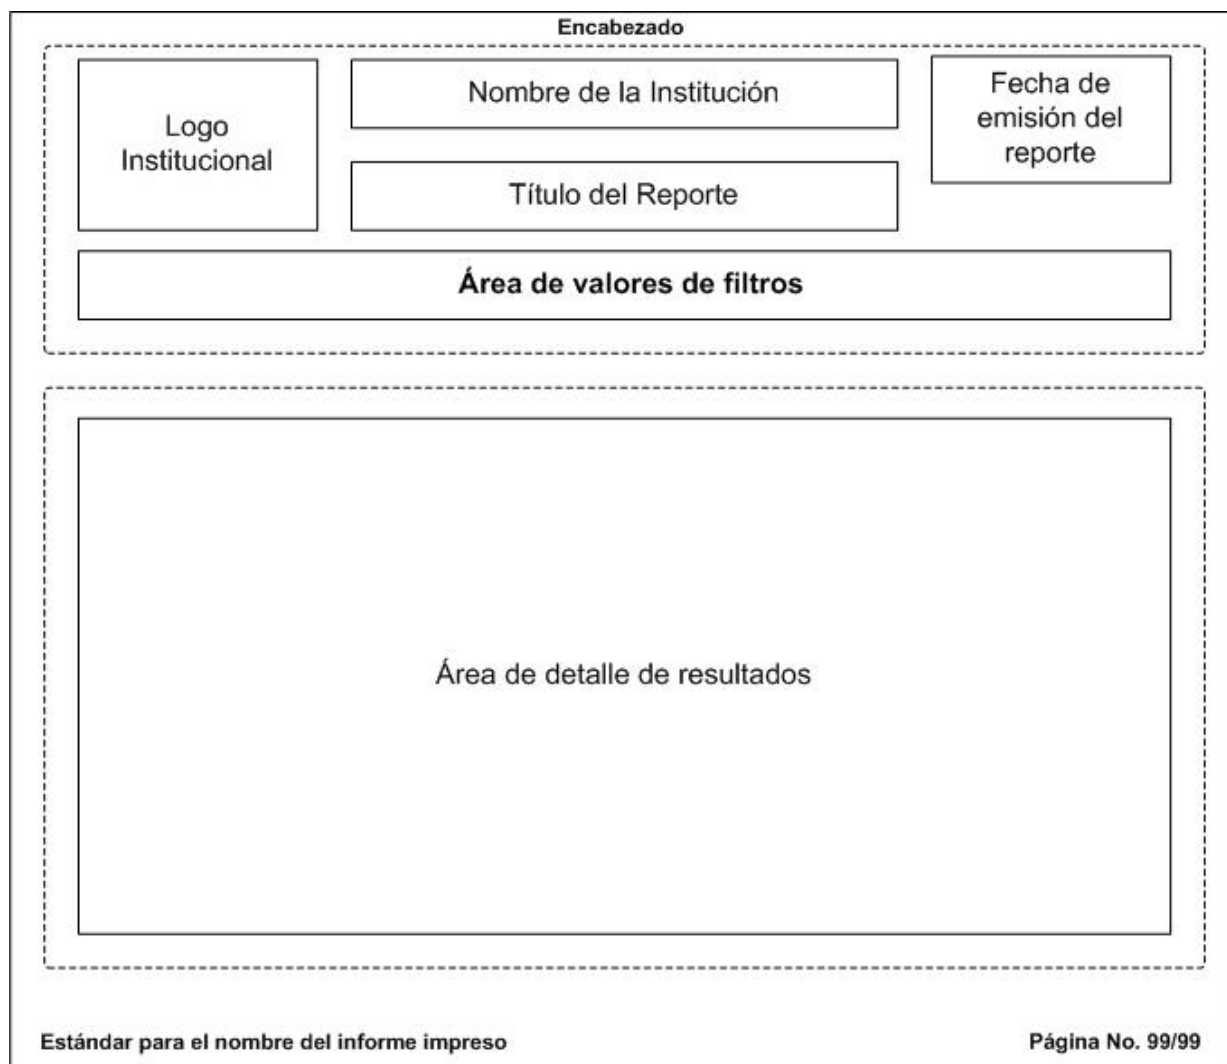 Encabezado
Logo
Institucional
Nombre de la Institución
Título del Reporte
Fecha de
emisión del
reporte
Área de valores de filtros
Área de detalle de resultados
Estándar para el nombre del informe impreso
Página No. 99/99